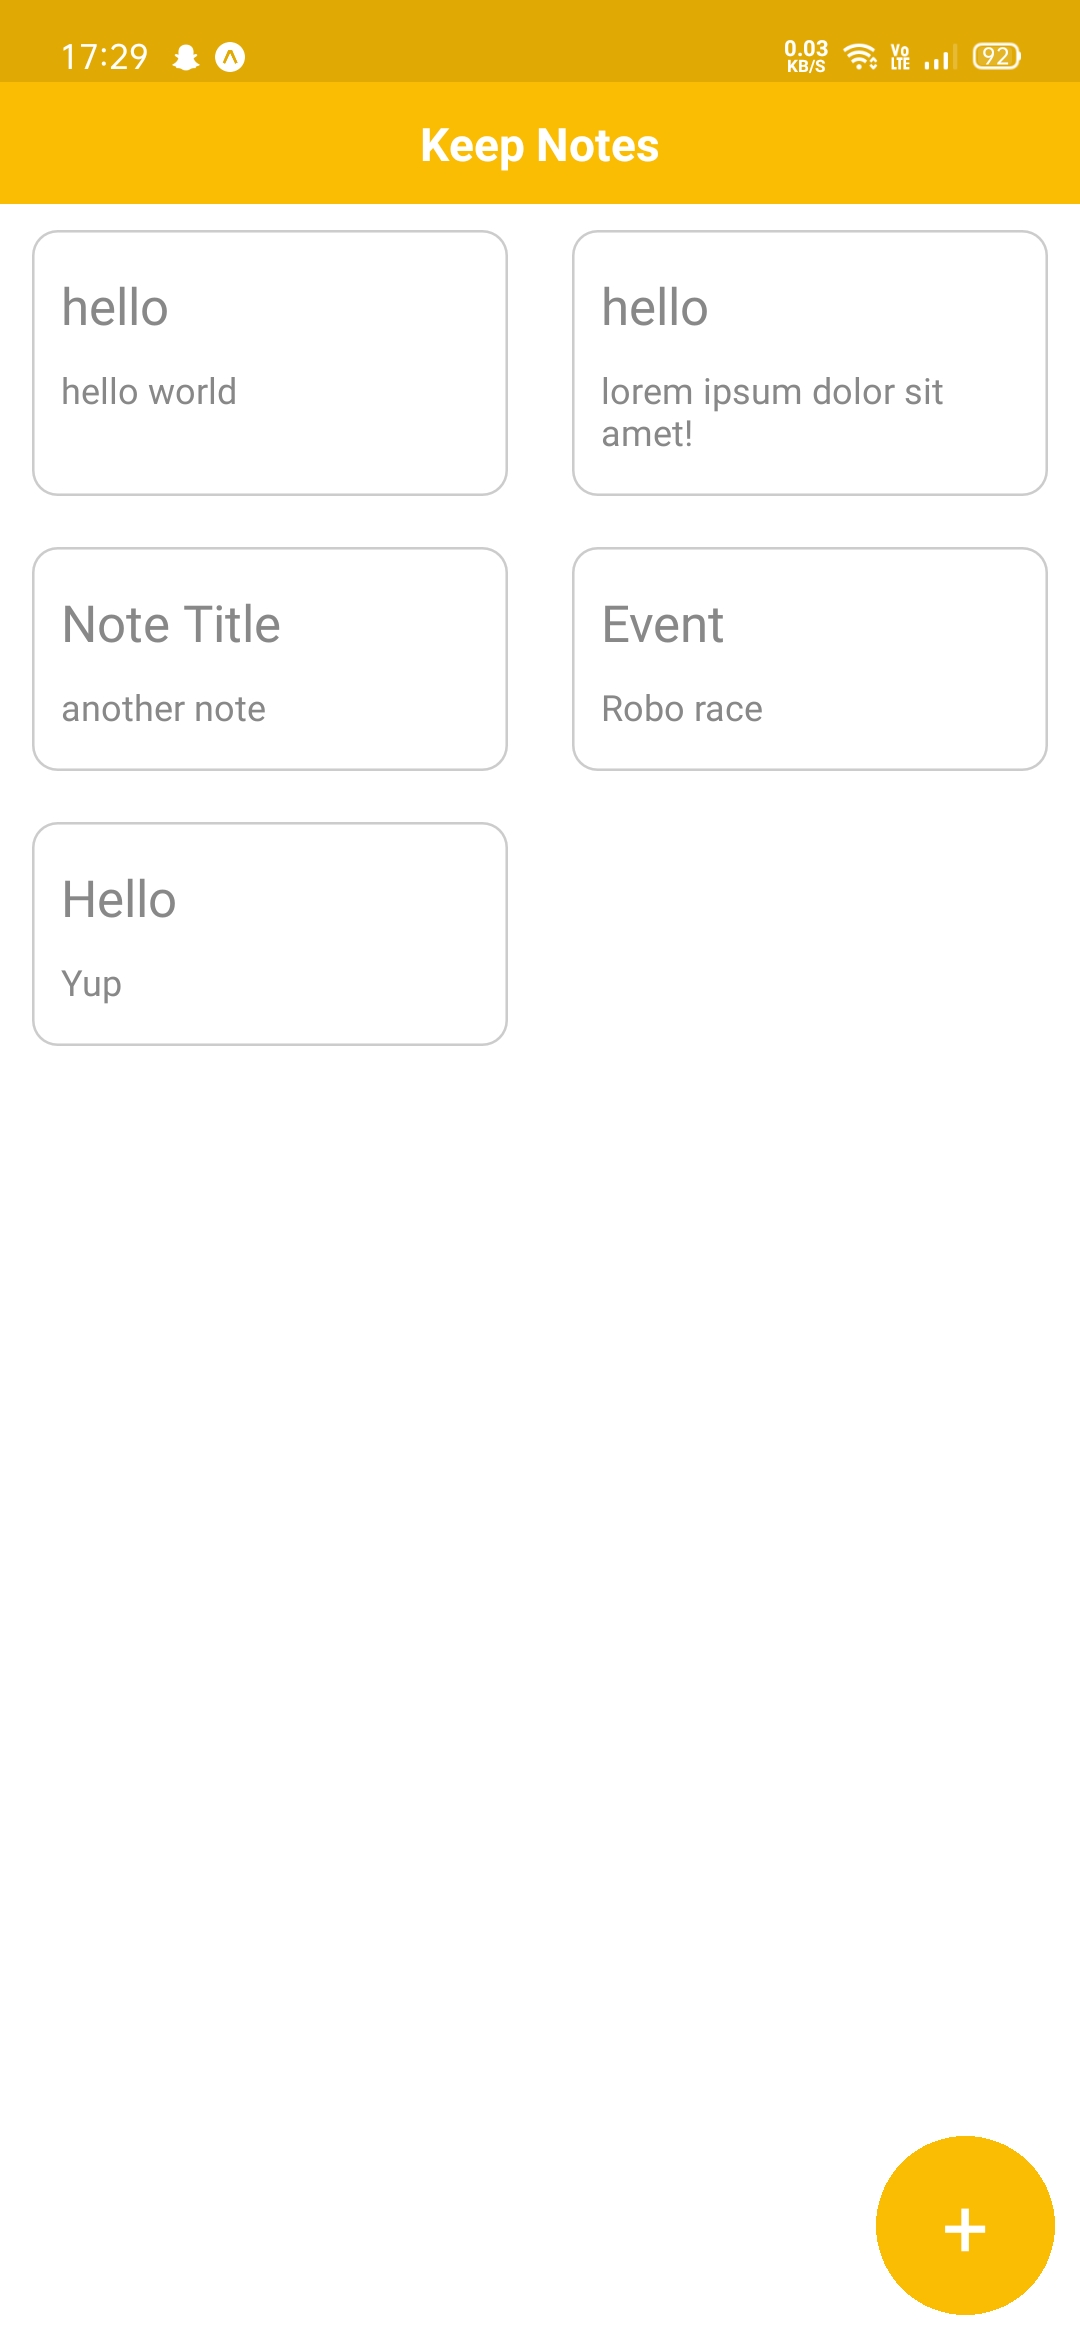 17:29
0.03
KB/S
Vo
LTE
92
Keep Notes
hello
hello world
hello
lorem ipsum dolor sit
amet!
Note Title
another note
Event
Robo race
Hello
Yup
+